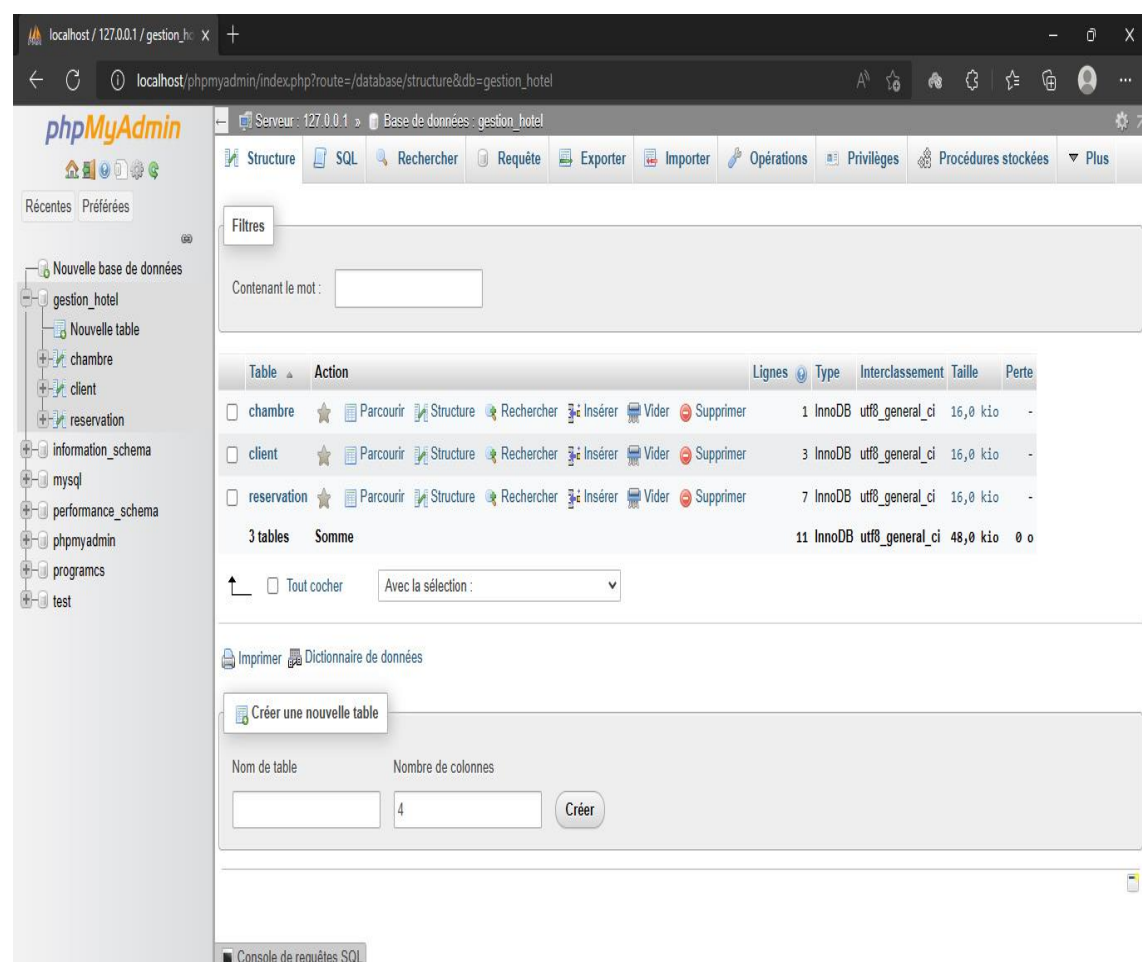 localhost / 127.0.0.1 / gestion_ho
localhost/phpmyadmin/index.php?route=/database/structure&db=gestion_hotel
phpMyAdmin
Récentes Préférées
Nouvelle base de données
gestion_hotel
Nouvelle table
chambre
client
reservation
information_schema
mysql
performance_schema
phpmyadmin
programcs
test
Serveur : 127.0.0.1 » Base de données : gestion_hotel
Structure SQL Rechercher Requête Exporter Importer Opérations Privilèges Procédures stockées Plus
Filtres
Contenant le mot :
Table Action Lignes Type Interclassement Taille Perte
chambre Parcourir Structure Rechercher Insérer Vider Supprimer 1 InnoDB utf8_general_ci 16,0 kio -
client Parcourir Structure Rechercher Insérer Vider Supprimer 3 InnoDB utf8_general_ci 16,0 kio -
reservation Parcourir Structure Rechercher Insérer Vider Supprimer 7 InnoDB utf8_general_ci 16,0 kio -
3 tables Somme 11 InnoDB utf8_general_ci 48,0 kio 0 o
Tout cocher Avec la sélection :
Imprimer Dictionnaire de données
Créer une nouvelle table
Nom de table Nombre de colonnes
4 Créer
Console de requêtes SQL